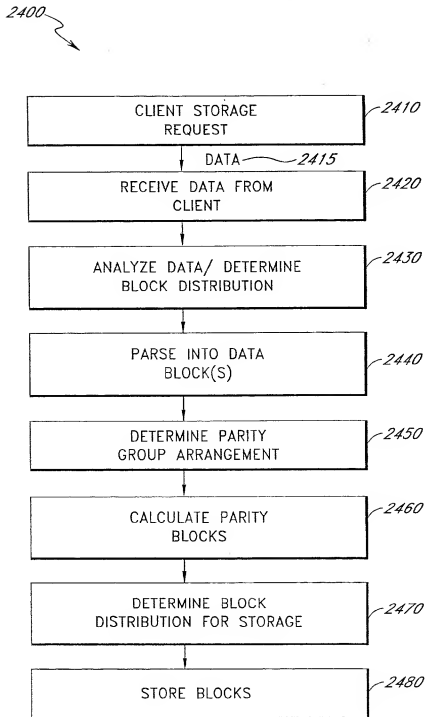 2400
CLIENT STORAGE
REQUEST
2410
DATA 2415
RECEIVE DATA FROM
CLIENT
2420
ANALYZE DATA/ DETERMINE
BLOCK DISTRIBUTION
2430
PARSE INTO DATA
BLOCK(S)
2440
DETERMINE PARITY
GROUP ARRANGEMENT
2450
CALCULATE PARITY
BLOCKS
2460
DETERMINE BLOCK
DISTRIBUTION FOR STORAGE
2470
STORE BLOCKS
2480